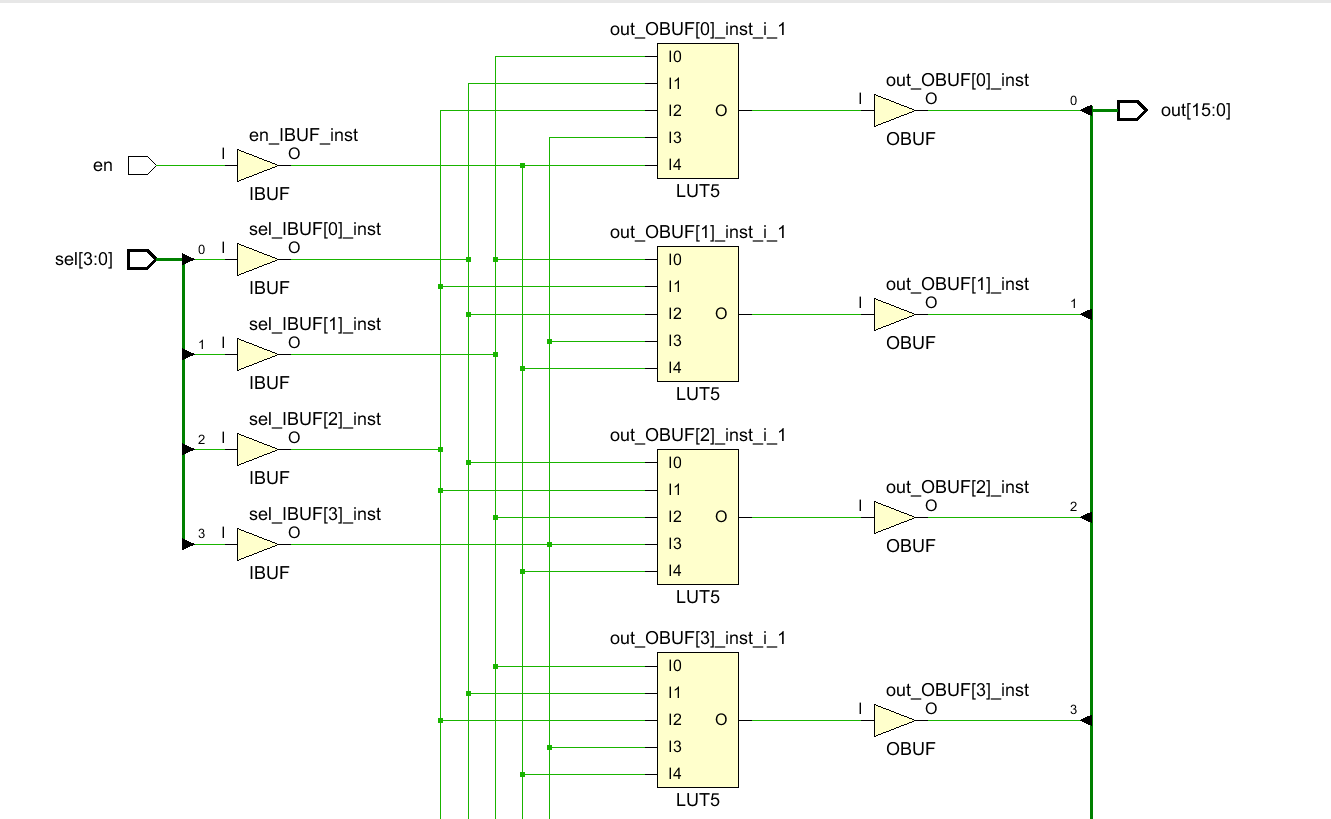 out_OBUF[0]_inst_i_1
I0
I1
I2
I3
I4
O
LUT5
out_OBUF[0]_inst
I
O
OBUF
0
out[15:0]
en
en_IBUF_inst
I
O
IBUF
sel[3:0]
0
sel_IBUF[0]_inst
I
O
IBUF
1
sel_IBUF[1]_inst
I
O
IBUF
2
sel_IBUF[2]_inst
I
O
IBUF
3
sel_IBUF[3]_inst
I
O
IBUF
out_OBUF[1]_inst_i_1
I0
I1
I2
I3
I4
O
LUT5
out_OBUF[1]_inst
I
O
OBUF
1
out_OBUF[2]_inst_i_1
I0
I1
I2
I3
I4
O
LUT5
out_OBUF[2]_inst
I
O
OBUF
2
out_OBUF[3]_inst_i_1
I0
I1
I2
I3
I4
O
LUT5
out_OBUF[3]_inst
I
O
OBUF
3